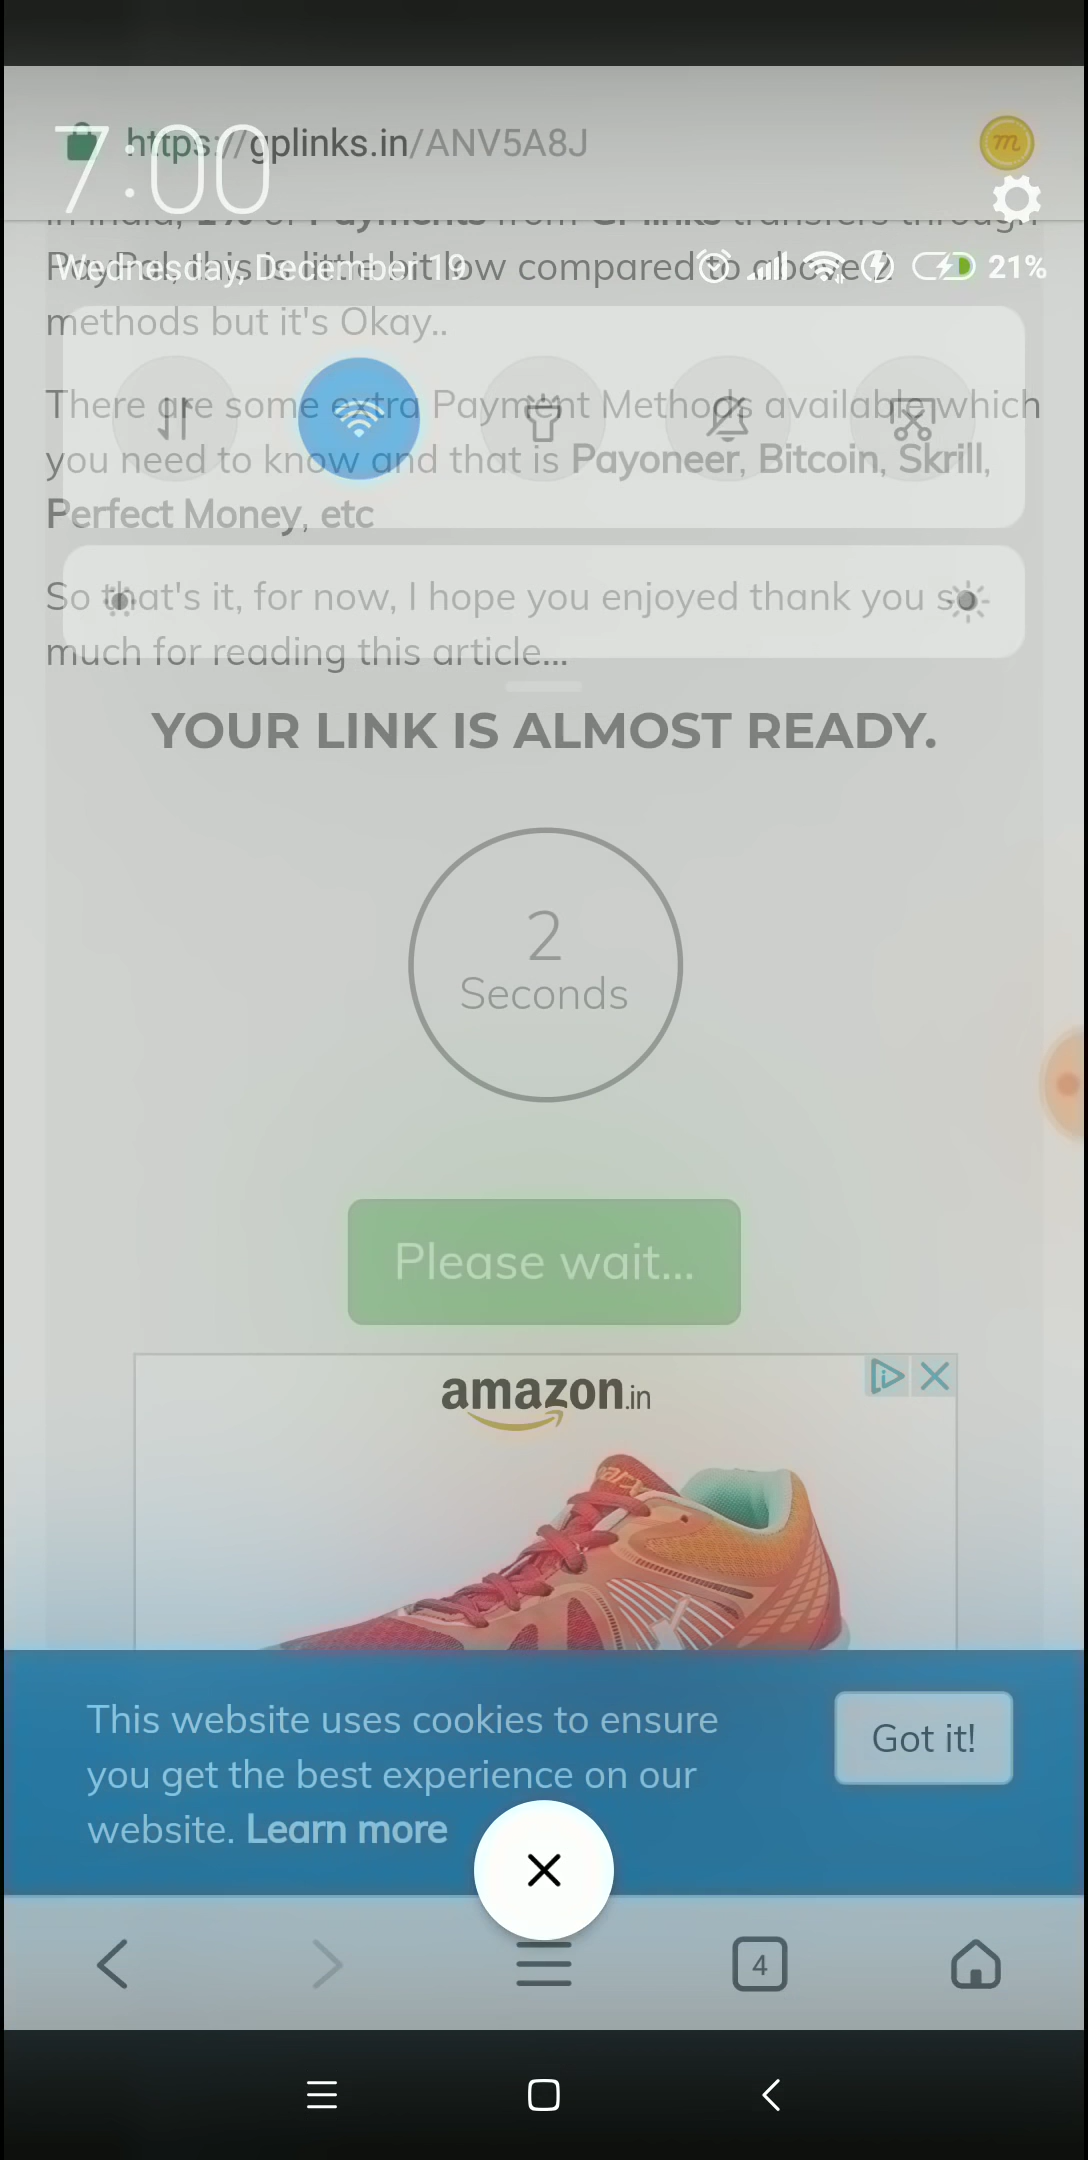 https://gplinks.in/ANV5A8J
7:00
In India, 1% of Payments from GPlinks transfers through
PayPal, this is little bit low compared to above 2
Wednesday, December 19
21%
methods but it's Okay..
There are some extra Payment Methods available which
you need to know and that is Payoneer, Bitcoin, Skrill,
Perfect Money, etc
So that's it, for now, I hope you enjoyed thank you so
much for reading this article...
YOUR LINK IS ALMOST READY.
2
Seconds
Please wait...
amazon.in
This website uses cookies to ensure
you get the best experience on our
website. Learn more
Got it!
4